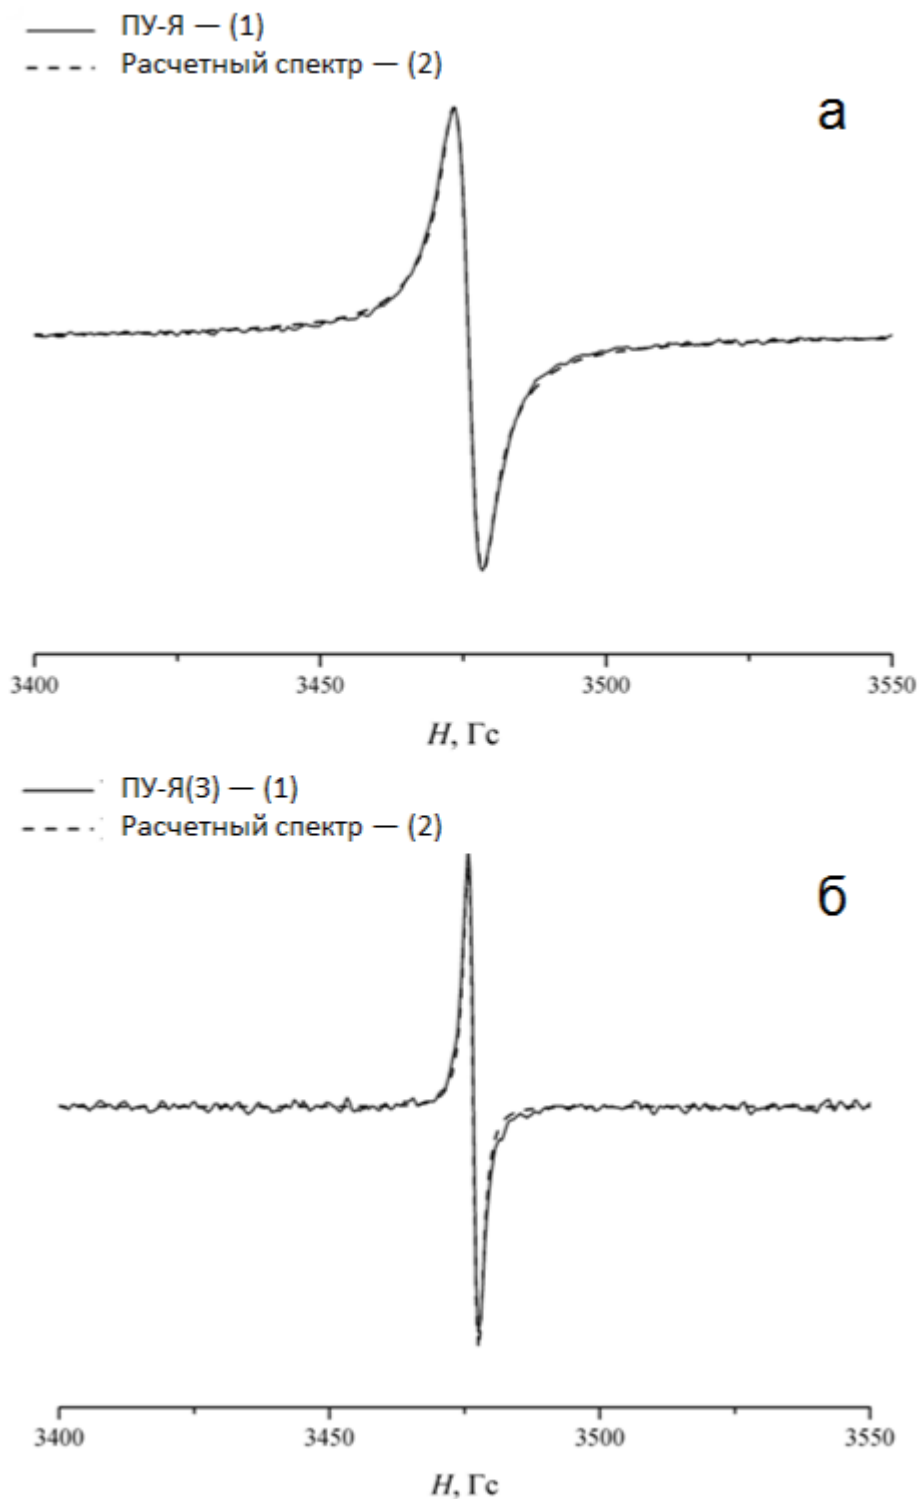 ПУ-Я — (1)
Расчетный спектр — (2)
а
3400 3450 3500 3550
H, Гс
ПУ-Я(3) — (1)
Расчетный спектр — (2)
б
3400 3450 3500 3550
H, Гс